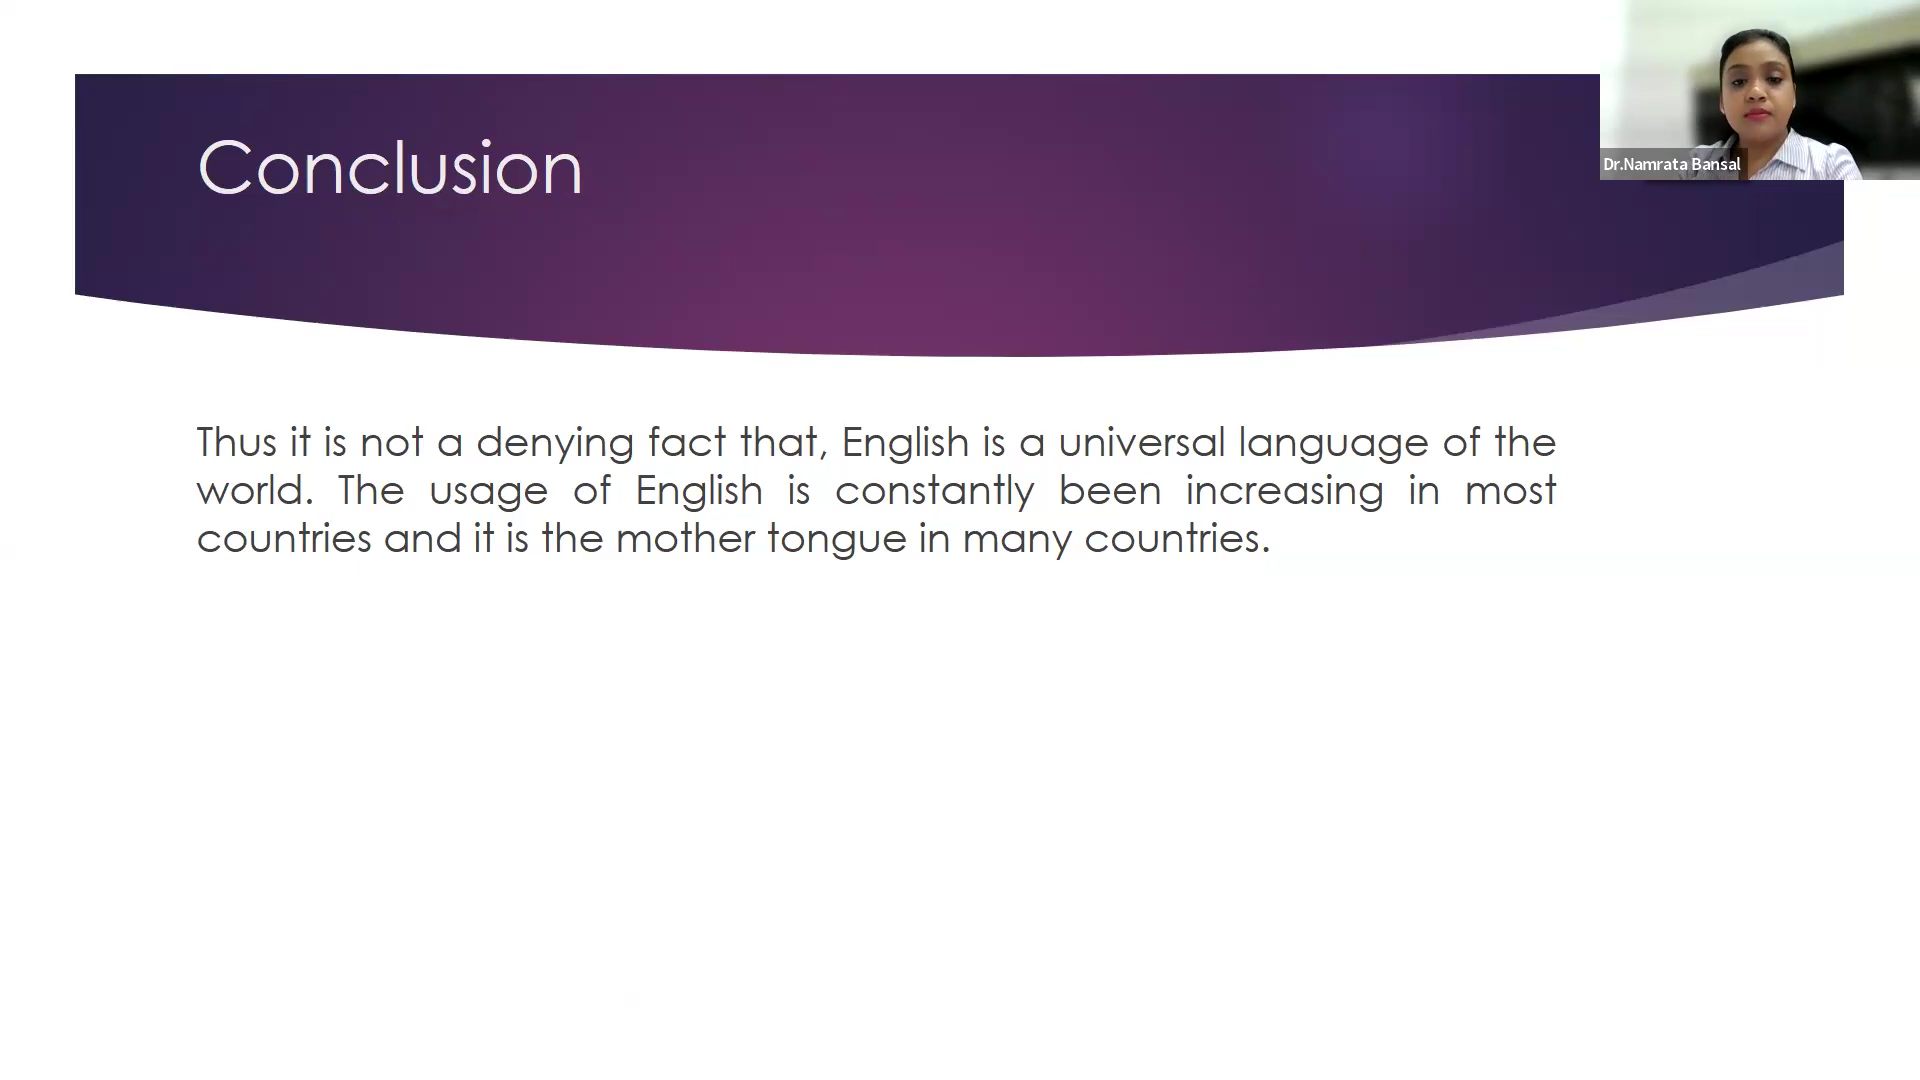 Conclusion
Dr.Namrata Bansal
Thus it is not a denying fact that, English is a universal language of the
world. The usage of English is constantly been increasing in most
countries and it is the mother tongue in many countries.